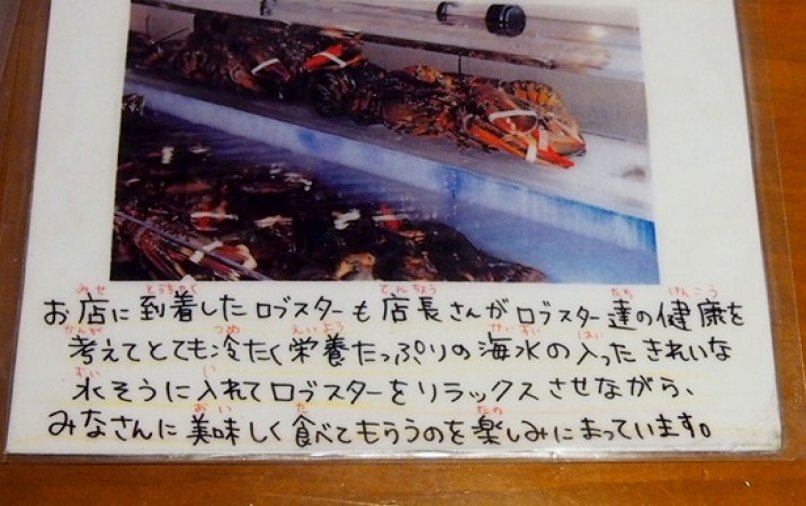 お店に到着したロブスターも店長さんがロブスター達の健康を
考えてとても冷たく栄養たっぷりの海水の入ったきれいな
水そうに入れてロブスターをリラックスさせながら、
みなさんに美味しく食べてもらうのを楽しみにまっています。